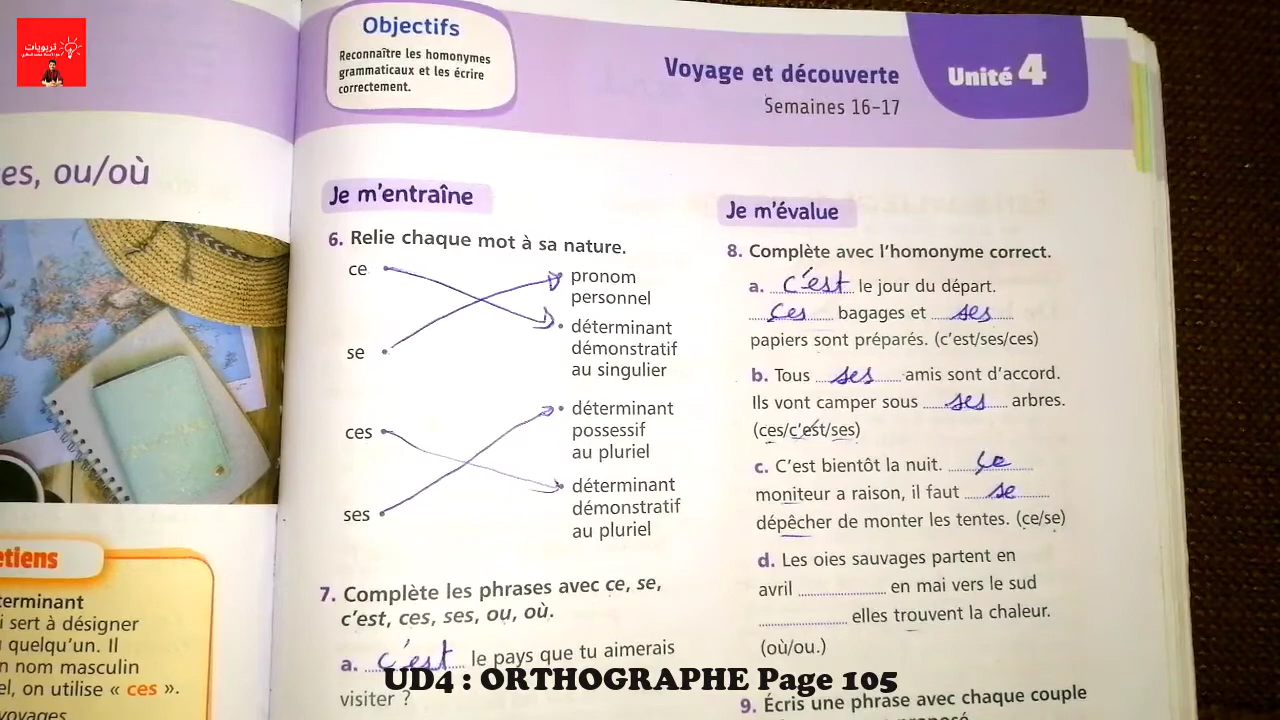 تربويات
Objectifs
Reconnaître les homonymes
grammaticaux et les écrire
correctement.
Voyage et découverte
Semaines 16-17
Unité 4
es, ou/où
etiens
terminant
i sert à désigner
quelqu'un. Il
n nom masculin
el, on utilise « ces ».
voyages
Je m'entraîne
6. Relie chaque mot à sa nature.
ce
se
ces
ses
pronom
personnel
déterminant
démonstratif
au singulier
déterminant
possessif
au pluriel
déterminant
démonstratif
au pluriel
7. Complète les phrases avec ce, se,
c'est, ces, ses, ou, où.
a. c'est le pays que tu aimerais
visiter ?
Je m'évalue
8. Complète avec l'homonyme correct.
a. c'est le jour du départ.
Ces bagages et ses
papiers sont préparés. (c'est/ses/ces)
b. Tous ses amis sont d'accord.
Ils vont camper sous ses arbres.
(ces/c'est/ses)
c. C'est bientôt la nuit. Ce
moniteur a raison, il faut se
dépêcher de monter les tentes. (ce/se)
d. Les oies sauvages partent en
avril ............ en mai vers le sud
............ elles trouvent la chaleur.
(où/ou.)
9. Écris une phrase avec chaque couple
UD4 : ORTHOGRAPHE Page 105